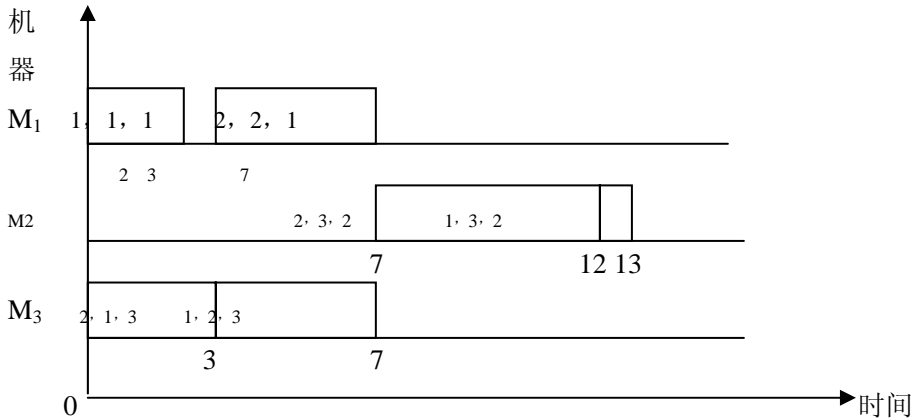 机
器
M₁ 1，1，1 2，2，1
2 3 7
M2 2，3，2 1，3，2
7 12 13
M₃ 2，1，3 1，2，3
3 7
0 时间